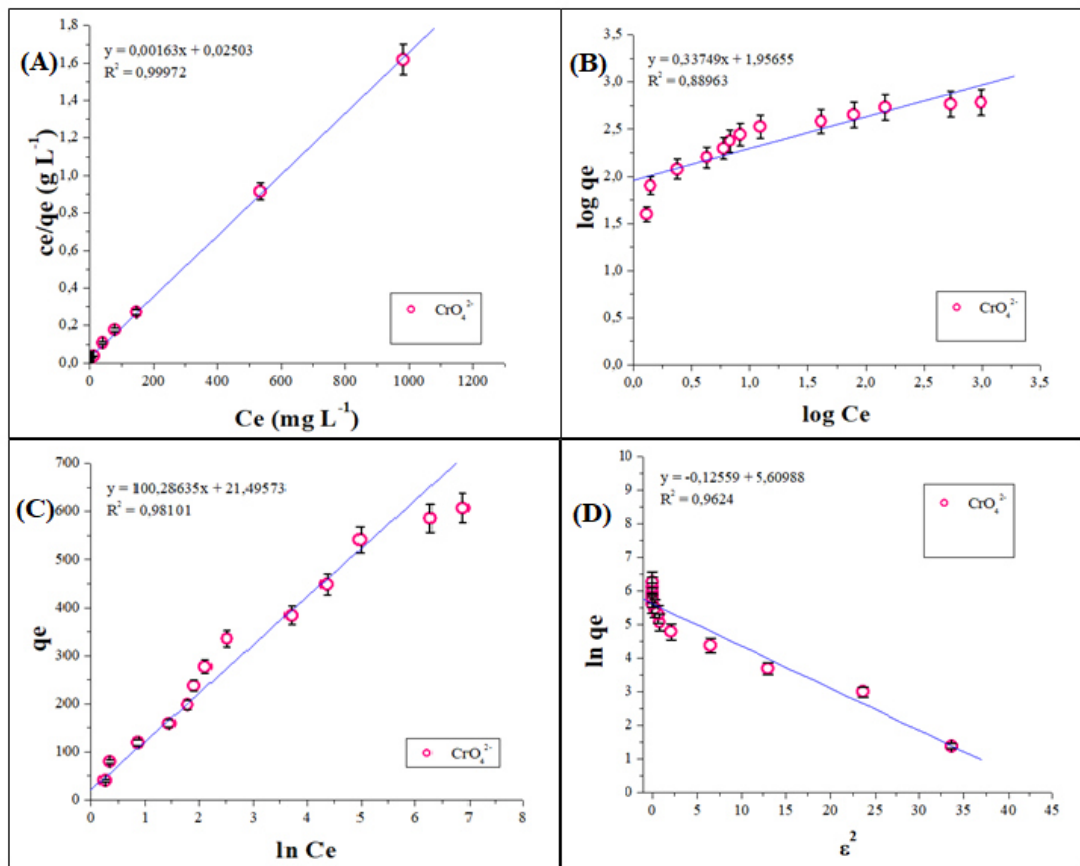 (A)
y = 0,00163x + 0,02503
R² = 0,99972
ce/qe (g L⁻¹)
1,8
1,6
1,4
1,2
1,0
0,8
0,6
0,4
0,2
0,0
0 200 400 600 800 1000 1200
Ce (mg L⁻¹)
CrO₄²⁻
(B)
y = 0,33749x + 1,95655
R² = 0,88963
log qe
3,5
3,0
2,5
2,0
1,5
1,0
0,5
0,0
0,0 0,5 1,0 1,5 2,0 2,5 3,0 3,5
log Ce
CrO₄²⁻
(C)
y = 100,28635x + 21,49573
R² = 0,98101
qe
700
600
500
400
300
200
100
0
0 1 2 3 4 5 6 7 8
ln Ce
CrO₄²⁻
(D)
y = -0,12559 + 5,60988
R² = 0,9624
ln qe
10
9
8
7
6
5
4
3
2
1
0
0 5 10 15 20 25 30 35 40 45
ε²
CrO₄²⁻